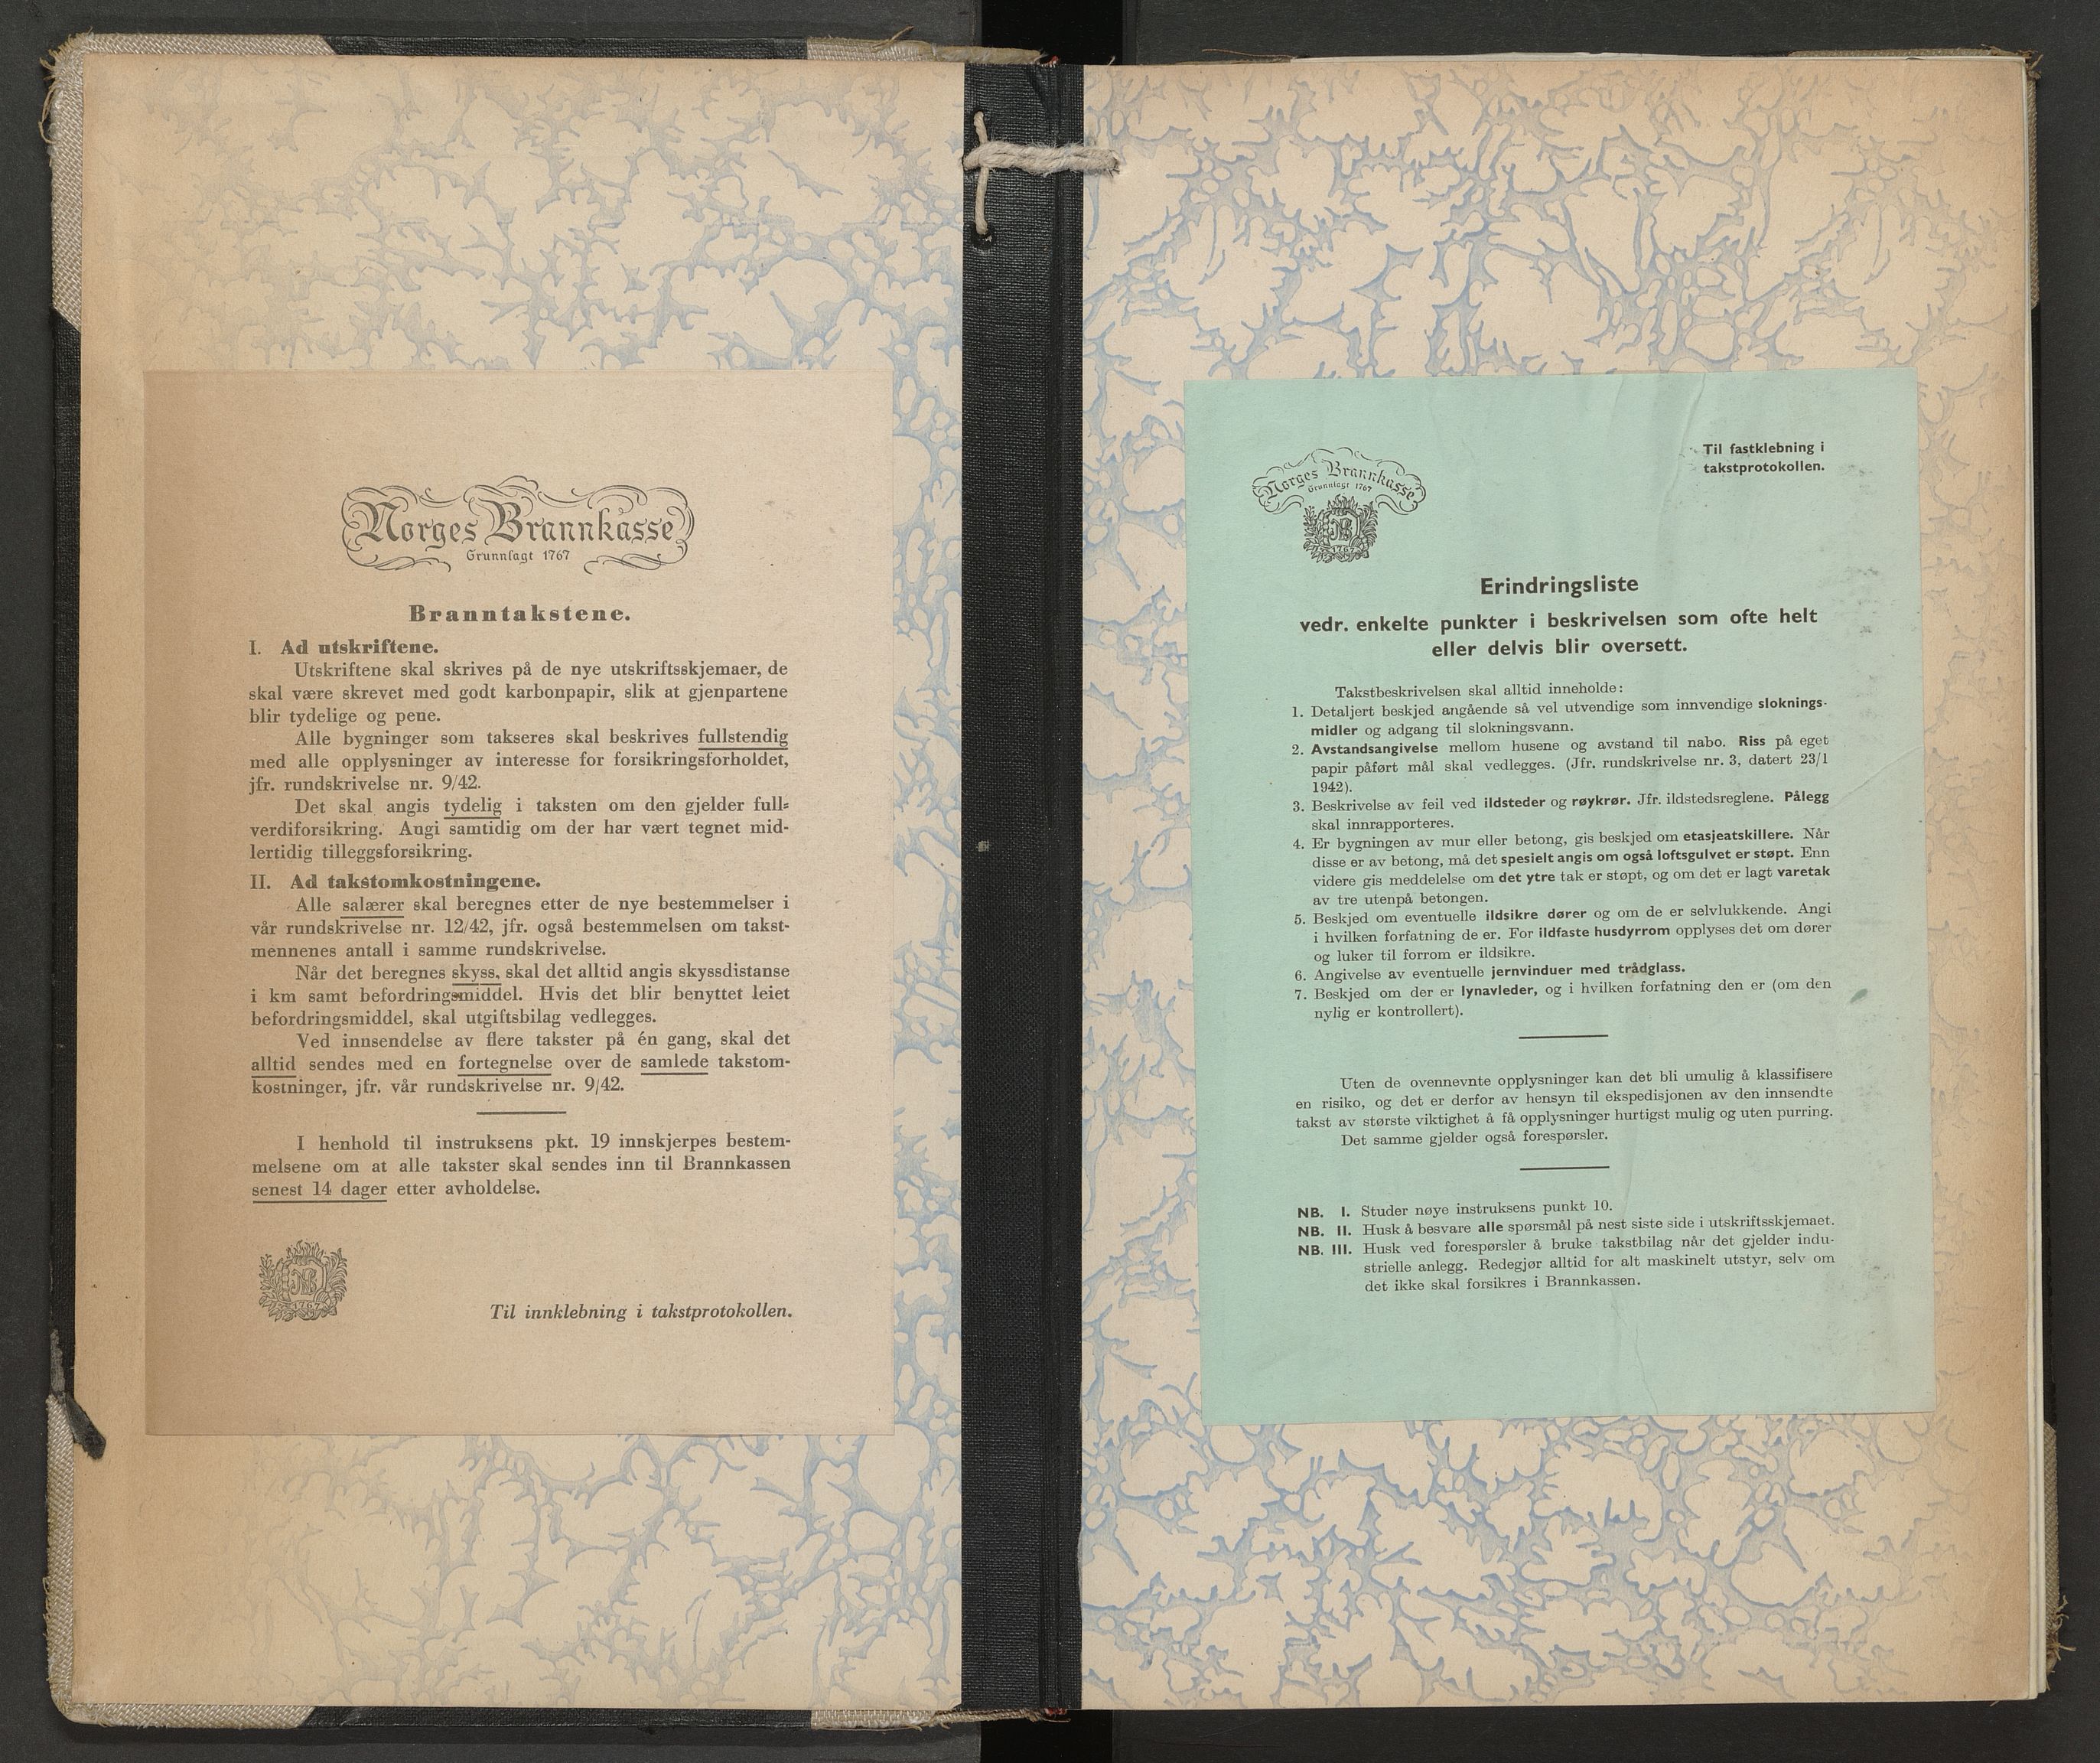 Norges Brannkasse
Grunnlagt 1767
Branntakstene.
I. Ad utskriftene.
Utskriftene skal skrives på de nye utskriftsskjemaer, de
skal være skrevet med godt karbonpapir, slik at gjenpartene
blir tydelige og pene.
Alle bygninger som takseres skal beskrives fullstendig
med alle opplysninger av interesse for forsikringsforholdet,
jfr. rundskrivelse nr. 9/42.
Det skal angis tydelig i taksten om den gjelder full-
verdiforsikring. Angi samtidig om der har vært tegnet mid-
lertidig tilleggsforsikring.
II. Ad takstomkostningene.
Alle salærer skal beregnes etter de nye bestemmelser i
vår rundskrivelse nr. 12/42, jfr. også bestemmelsen om takst-
mennenes antall i samme rundskrivelse.
Når det beregnes skyss, skal det alltid angis skyssdistanse
i km samt befordringsmiddel. Hvis det blir benyttet leiet
befordringsmiddel, skal utgiftsbilag vedlegges.
Ved innsendelse av flere takster på én gang, skal det
alltid sendes med en fortegnelse over de samlede takstom-
kostninger, jfr. vår rundskrivelse nr. 9/42.
I henhold til instruksens pkt. 19 innskjerpes bestem-
melsene om at alle takster skal sendes inn til Brannkassen
senest 14 dager etter avholdelse.
NB
1767
Til innklebning i takstprotokollen.
Til fastklebning i
takstprotokollen.
Norges Brannkasse
Grunnlagt 1767
NB
1767
Erindringsliste
vedr. enkelte punkter i beskrivelsen som ofte helt
eller delvis blir oversett.
Takstbeskrivelsen skal alltid inneholde:
1. Detaljert beskjed angående så vel utvendige som innvendige sloknings-
midler og adgang til slokningsvann.
2. Avstandsangivelse mellom husene og avstand til nabo. Riss på eget
papir påført mål skal vedlegges. (Jfr. rundskrivelse nr. 3, datert 23/1
1942).
3. Beskrivelse av feil ved ildsteder og røykrør. Jfr. ildstedsreglene. Pålegg
skal innrapporteres.
4. Er bygningen av mur eller betong, gis beskjed om etasjeatskillere. Når
disse er av betong, må det spesielt angis om også loftsgulvet er støpt. Enn
videre gis meddelelse om det ytre tak er støpt, og om det er lagt varetak
av tre utenpå betongen.
5. Beskjed om eventuelle ildsikre dører og om de er selvlukkende. Angi
i hvilken forfatning de er. For ildfaste husdyrrom opplyses det om dører
og luker til forrom er ildsikre.
6. Angivelse av eventuelle jernvinduer med trådglass.
7. Beskjed om der er lynavleder, og i hvilken forfatning den er (om den
nylig er kontrollert).
Uten de ovennevnte opplysninger kan det bli umulig å klassifisere
en risiko, og det er derfor av hensyn til ekspedisjonen av den innsendte
takst av største viktighet å få opplysninger hurtigst mulig og uten purring.
Det samme gjelder også forespørsler.
NB. I. Studer nøye instruksens punkt 10.
NB. II. Husk å besvare alle spørsmål på nest siste side i utskriftsskjemaet.
NB. III. Husk ved forespørsler å bruke takstbilag når det gjelder indu-
strielle anlegg. Redegjør alltid for alt maskinelt utstyr, selv om
det ikke skal forsikres i Brannkassen.